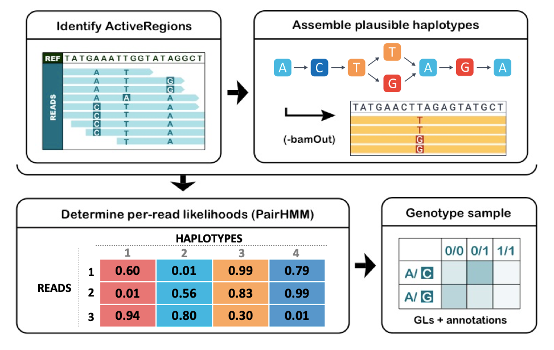 Identify ActiveRegions
REF TATGAAATTGGTATAGGCT
READS
A T
A T G
A T G
A A A
C T A
C T A
C T A
C T A
T A
Assemble plausible haplotypes
A C T T G A G A
(-bamOut)
TATGAACTTAGAGTATGCT
T
T
G
G
Determine per-read likelihoods (PairHMM)
HAPLOTYPES
1 2 3 4
READS
1 0.60 0.01 0.99 0.79
2 0.01 0.56 0.83 0.99
3 0.94 0.80 0.30 0.01
Genotype sample
0/0 0/1 1/1
A/ C
A/ G
GLs + annotations